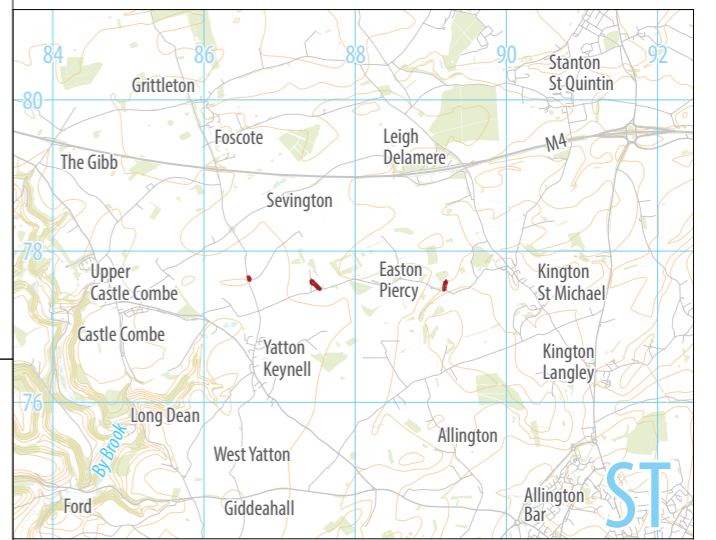 84
86
88
90
92
Stanton
St Quintin
Grittleton
80
Foscote
Leigh
Delamere
M4
The Gibb
Sevington
78
Upper
Castle Combe
Easton
Piercy
Kington
St Michael
Castle Combe
Yatton
Keynell
Kington
Langley
76
Long Dean
By Brook
Allington
West Yatton
Ford
Giddeahall
Allington
Bar
ST